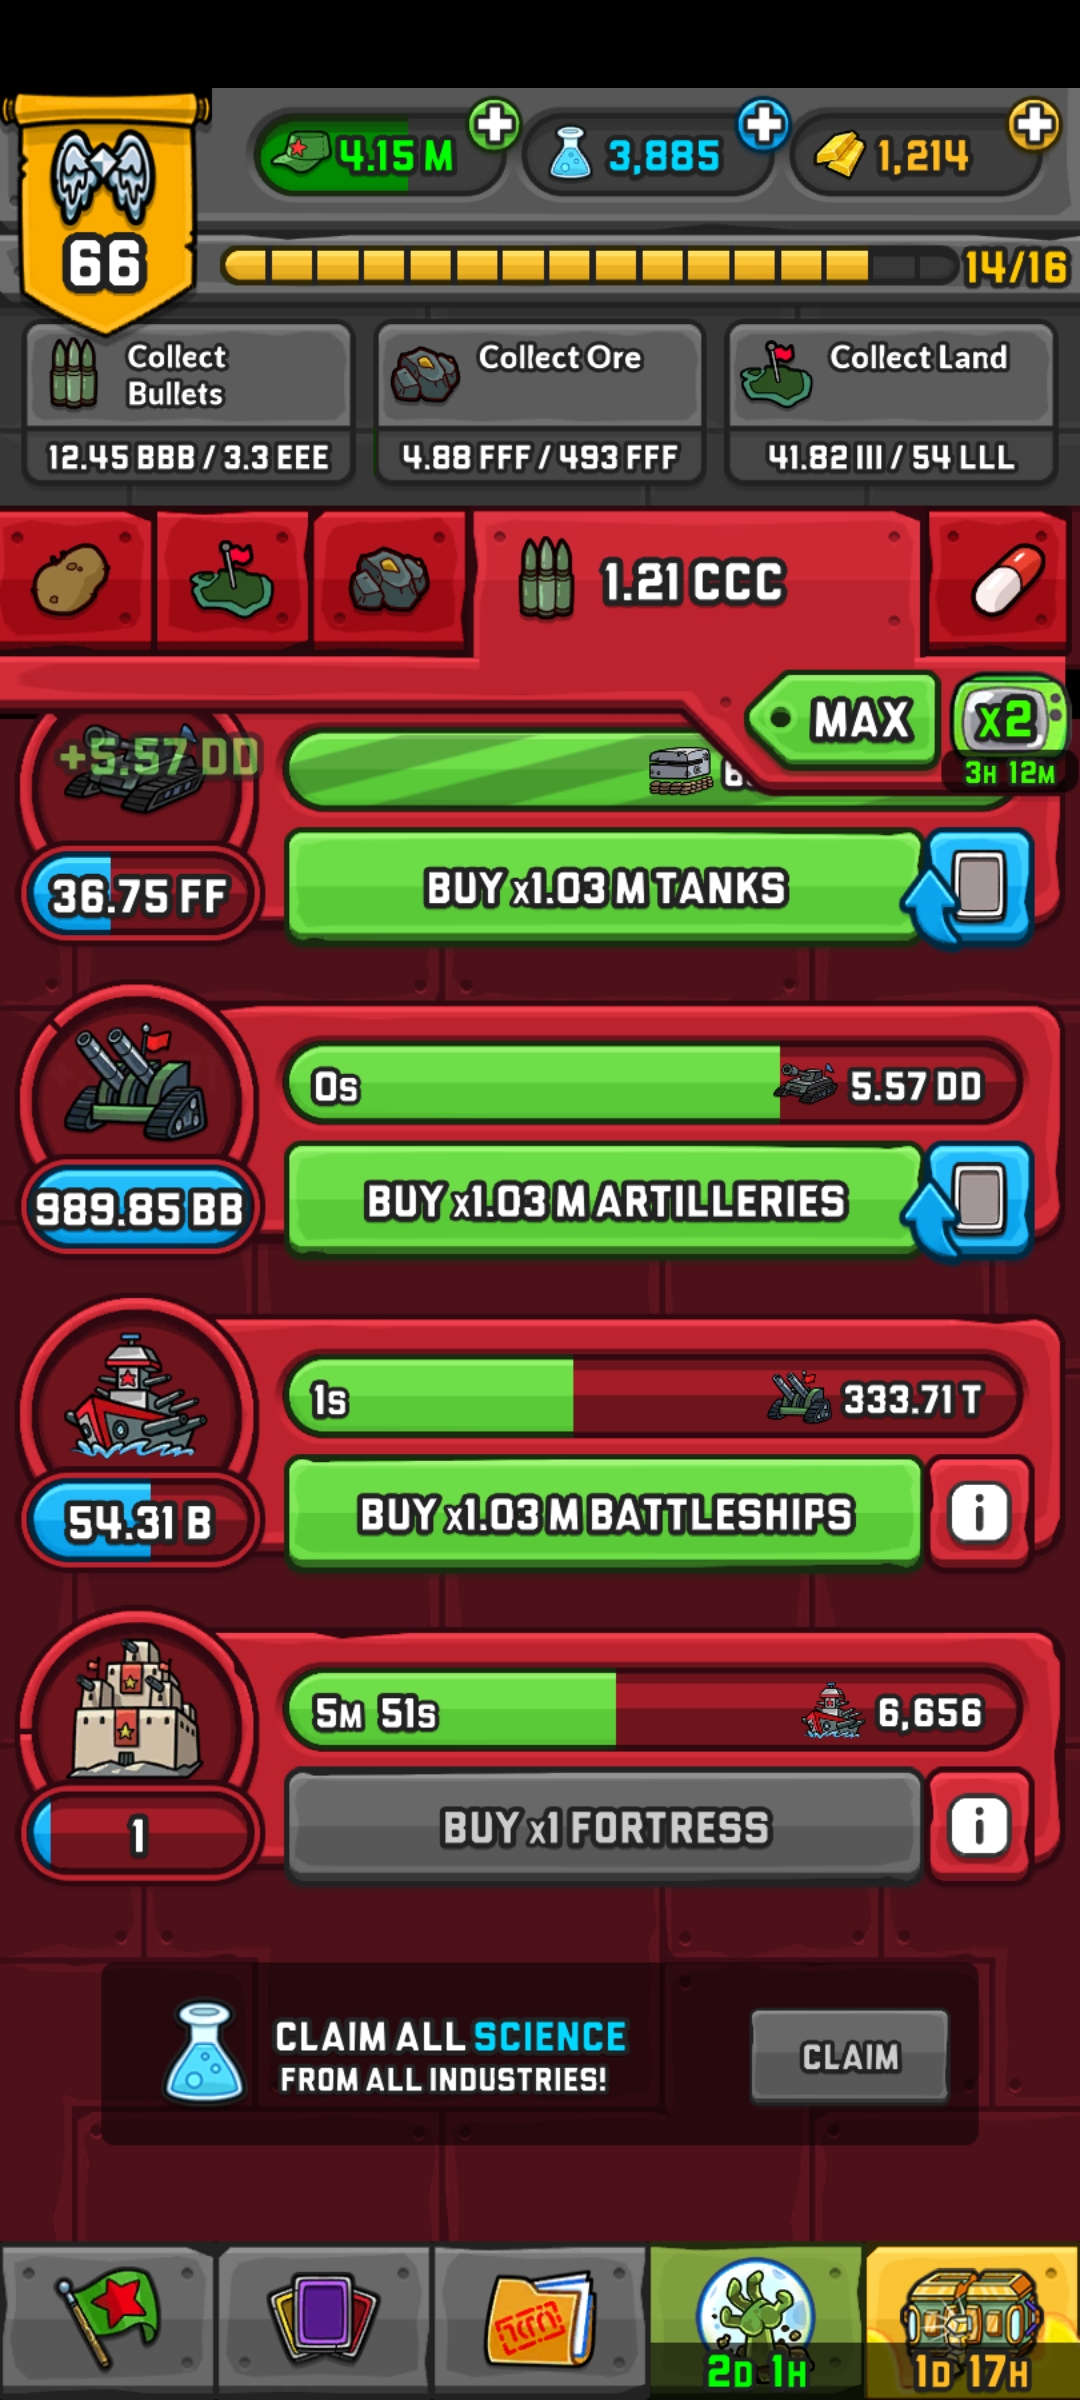 4.15 M
3,885
1,214
66
14/16
Collect
Bullets
Collect Ore
Collect Land
12.45 BBB / 3.3 EEE
4.88 FFF / 493 FFF
41.82 III / 54 LLL
1.21 CCC
MAX
x2
3H 12M
+5.57 DD
36.75 FF
BUY x1.03 M TANKS
0s
5.57 DD
989.85 BB
BUY x1.03 M ARTILLERIES
1s
333.71 T
54.31 B
BUY x1.03 M BATTLESHIPS
i
5M 51s
6,656
1
BUY x1 FORTRESS
i
CLAIM ALL SCIENCE
FROM ALL INDUSTRIES!
CLAIM
2D 1H
1D 17H